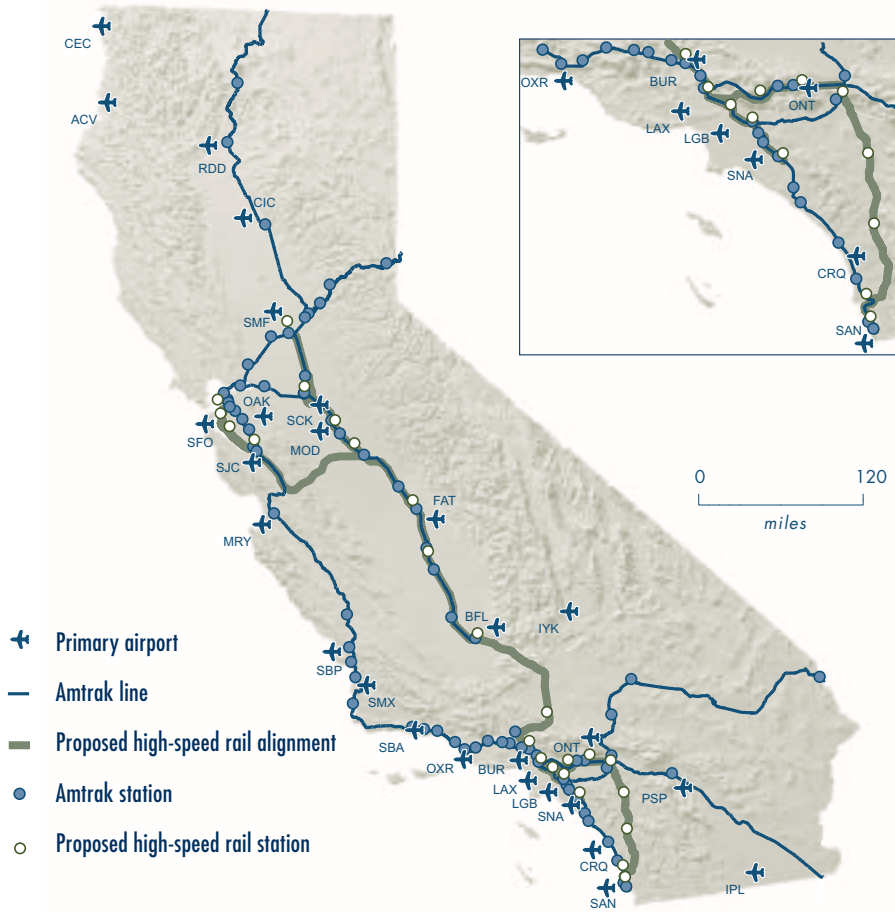 CEC
ACV
RDD
CIC
SMF
OAK
SCK
SFO
MOD
SJC
FAT
MRY
BFL
IYK
SBP
SMX
SBA
ONT
OXR
BUR
LAX
PSP
LGB
SNA
CRQ
IPL
SAN
OXR
BUR
ONT
LAX
LGB
SNA
CRQ
SAN
0 120
miles
Primary airport
Amtrak line
Proposed high-speed rail alignment
Amtrak station
Proposed high-speed rail station